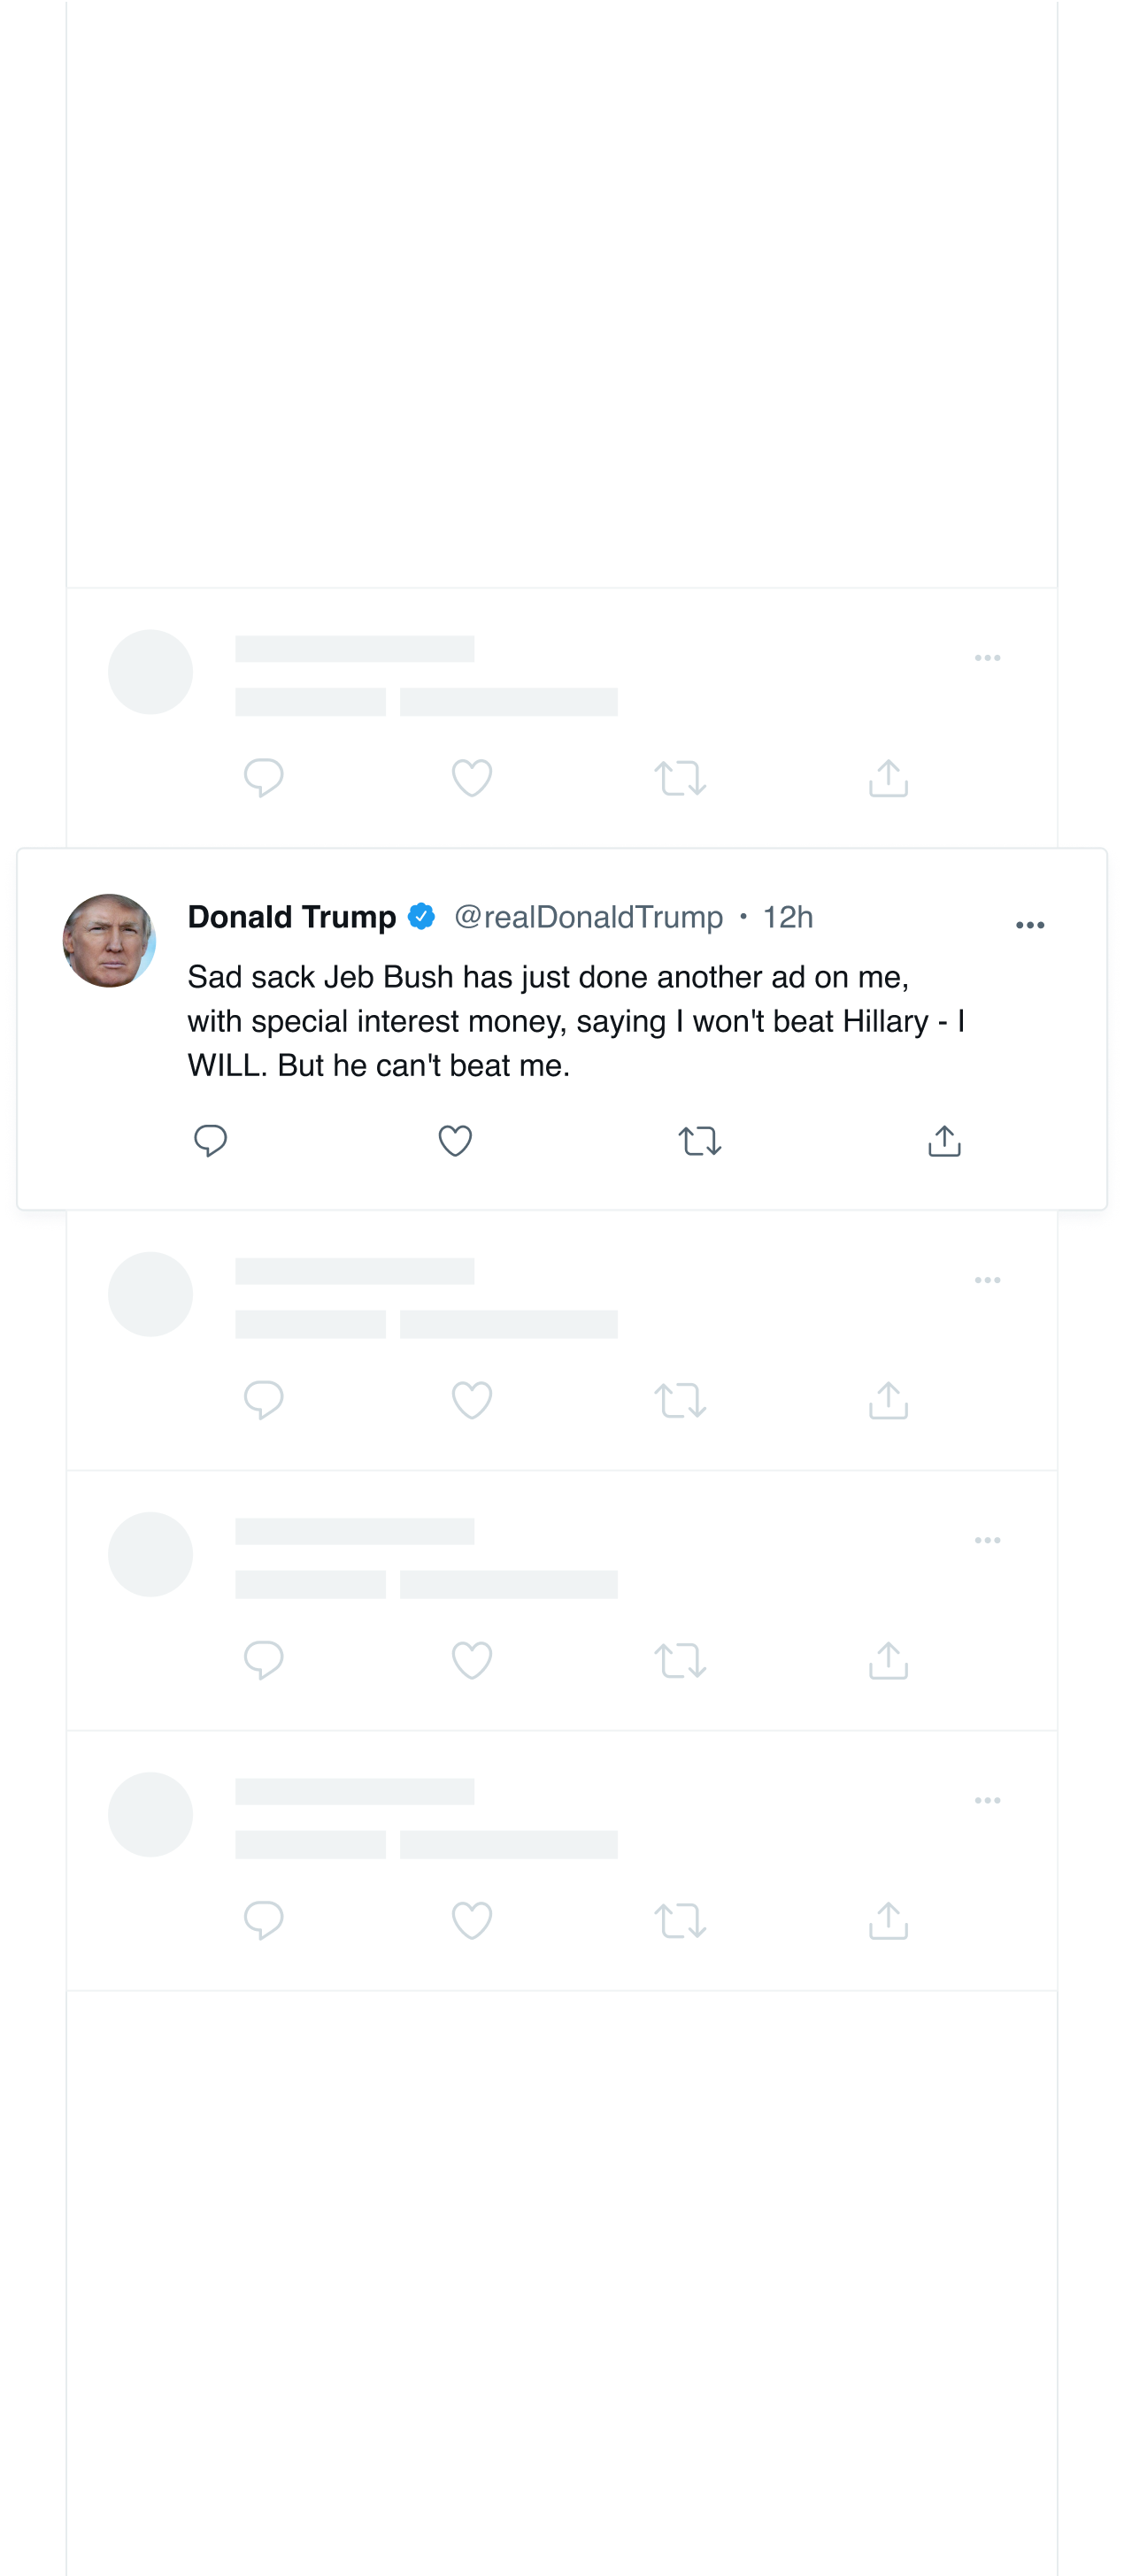 Donald Trump @realDonaldTrump · 12h
Sad sack Jeb Bush has just done another ad on me,
with special interest money, saying I won't beat Hillary - I
WILL. But he can't beat me.